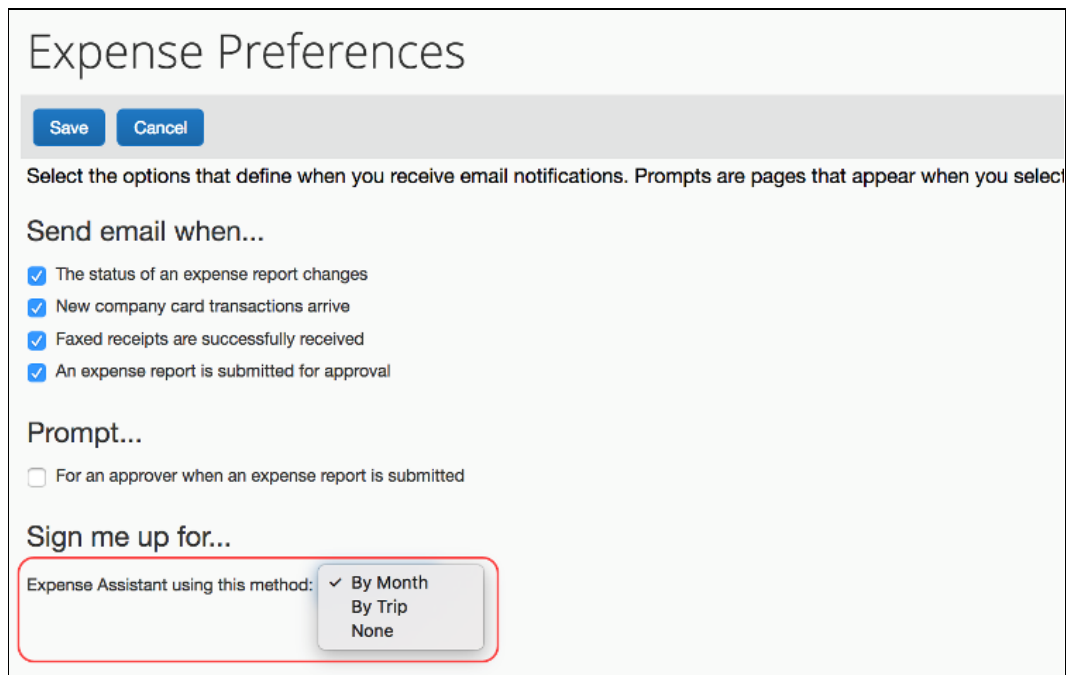 Expense Preferences
Save Cancel
Select the options that define when you receive email notifications. Prompts are pages that appear when you select
Send email when...
The status of an expense report changes
New company card transactions arrive
Faxed receipts are successfully received
An expense report is submitted for approval
Prompt...
For an approver when an expense report is submitted
Sign me up for...
Expense Assistant using this method: ✓ By Month
By Trip
None